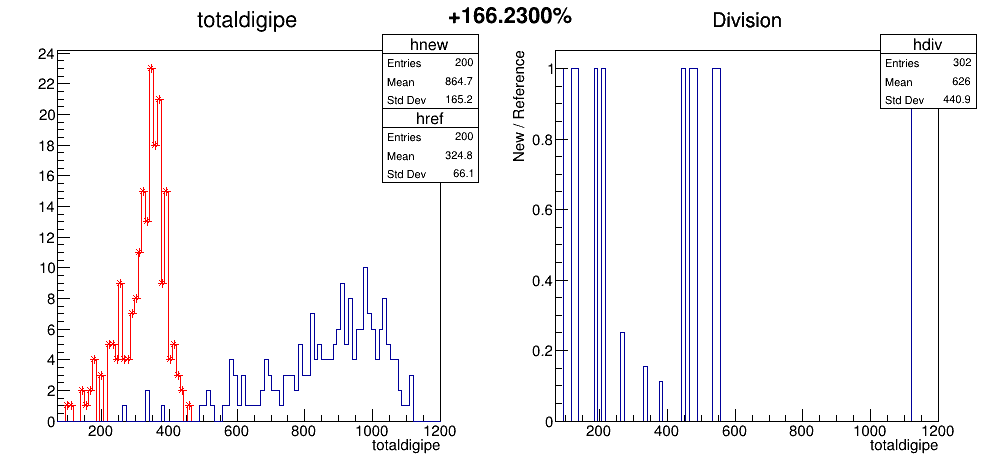 +166.2300%
totaldigipe
hnew
Entries 200
Mean 864.7
Std Dev 165.2
href
Entries 200
Mean 324.8
Std Dev 66.1
24
22
20
18
16
14
12
10
8
6
4
2
0
200 400 600 800 1000 1200
totaldigipe
Division
hdiv
Entries 302
Mean 626
Std Dev 440.9
New / Reference
1
0.8
0.6
0.4
0.2
0
200 400 600 800 1000 1200
totaldigipe